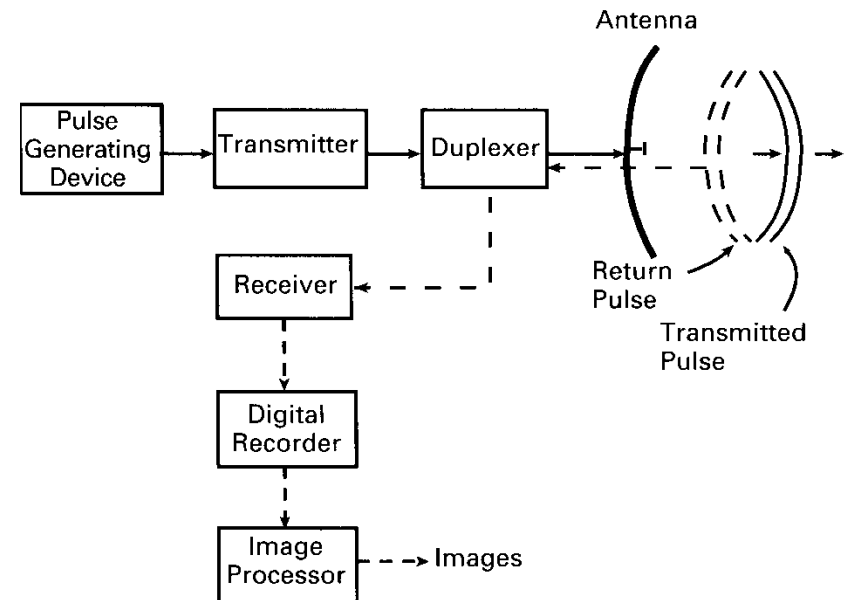 Antenna
Pulse
Generating
Device
Transmitter
Duplexer
Receiver
Return
Pulse
Transmitted
Pulse
Digital
Recorder
Image
Processor
Images